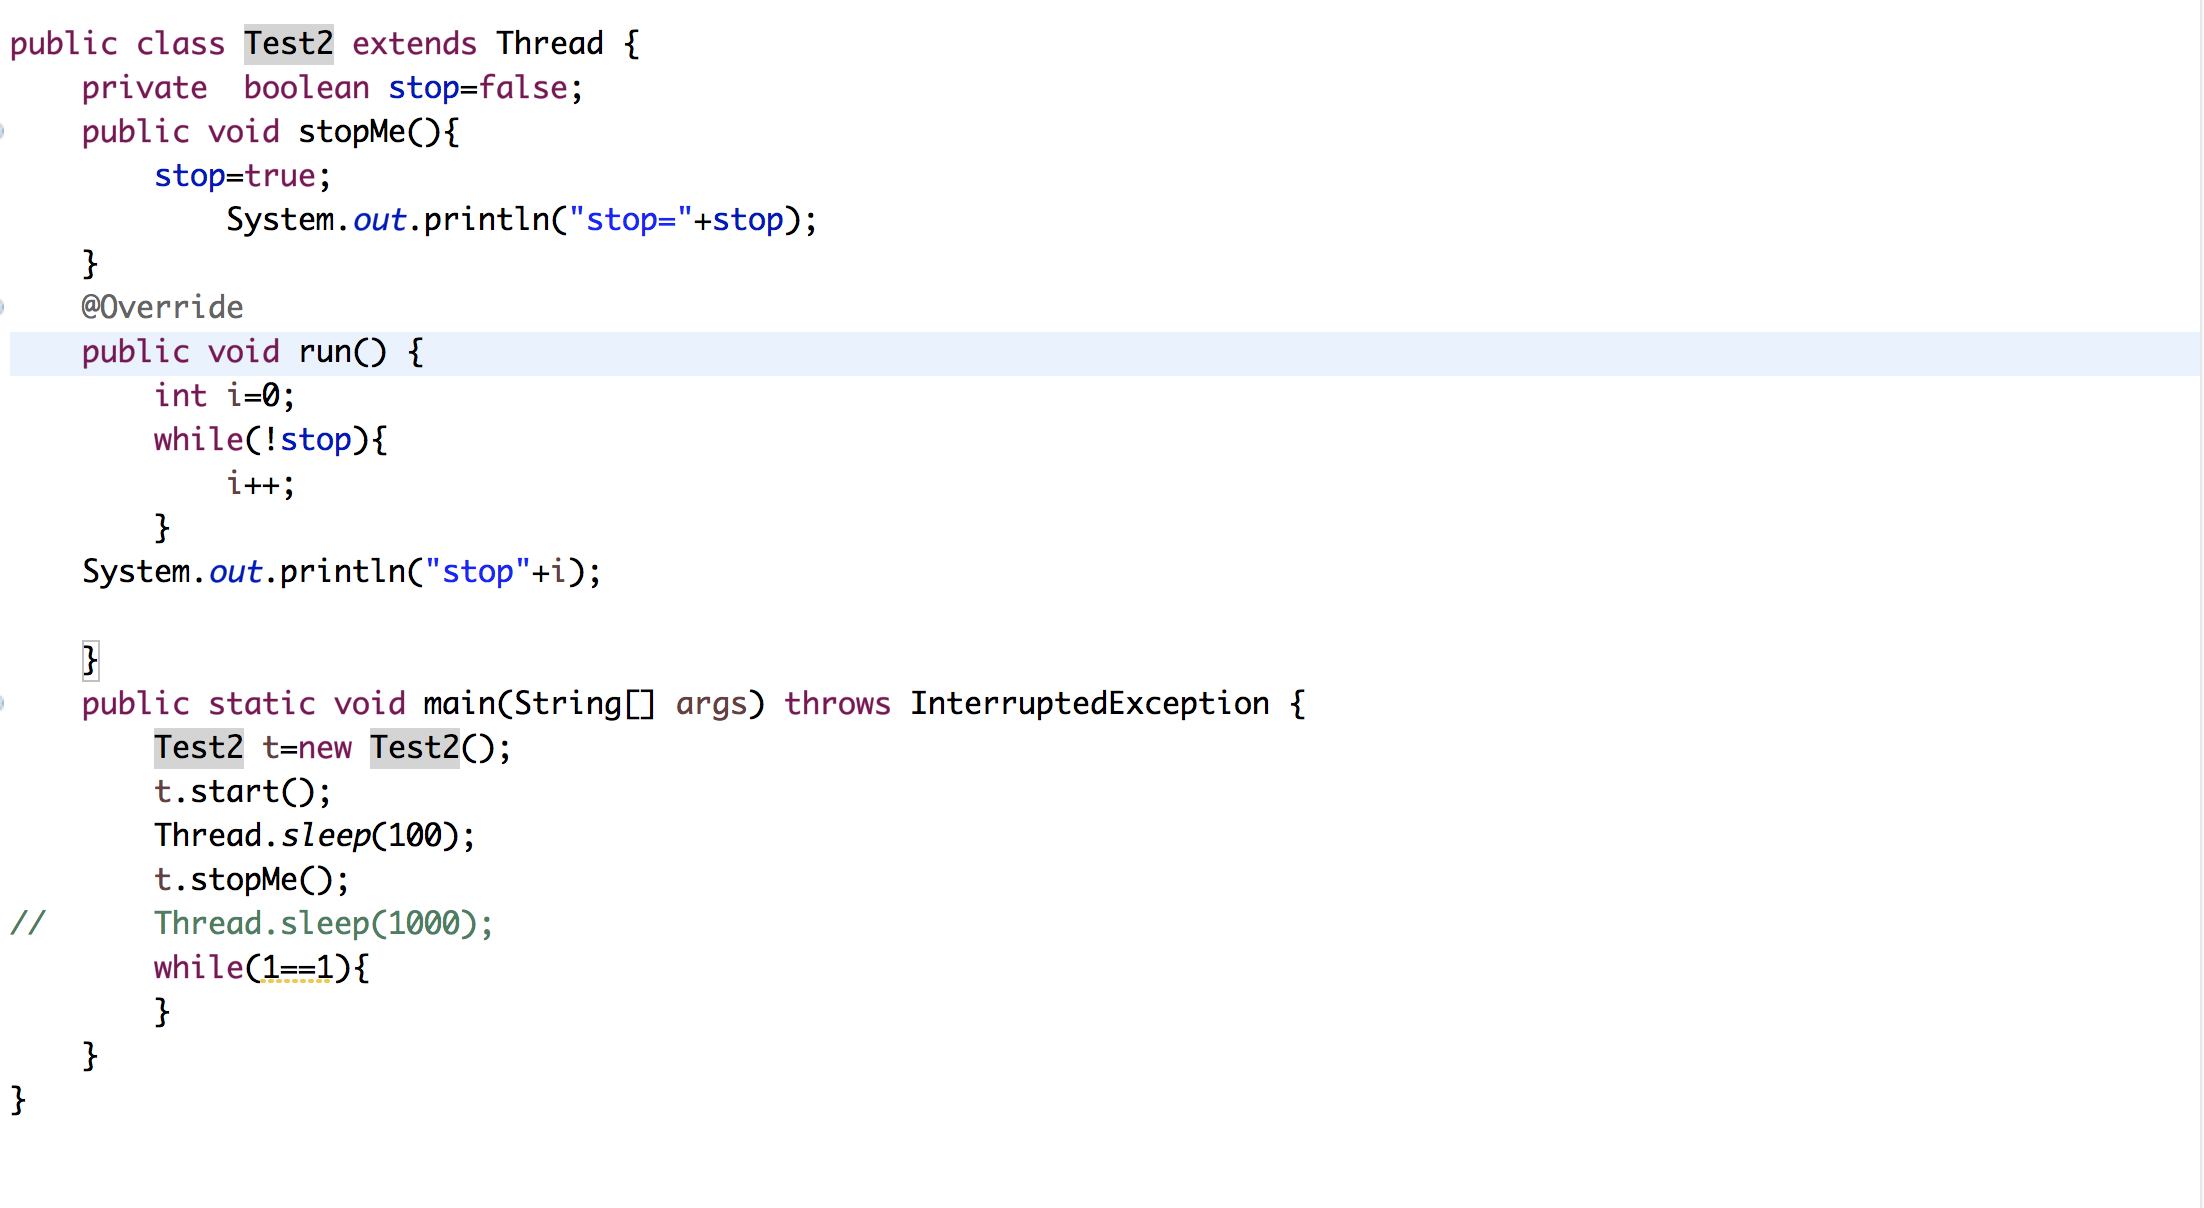 public class Test2 extends Thread {
    private  boolean stop=false;
    public void stopMe(){
        stop=true;
            System.out.println("stop="+stop);
    }
    @Override
    public void run() {
        int i=0;
        while(!stop){
            i++;
        }
    System.out.println("stop"+i);

    }
    public static void main(String[] args) throws InterruptedException {
        Test2 t=new Test2();
        t.start();
        Thread.sleep(100);
        t.stopMe();
//      Thread.sleep(1000);
        while(1==1){
        }
    }
}